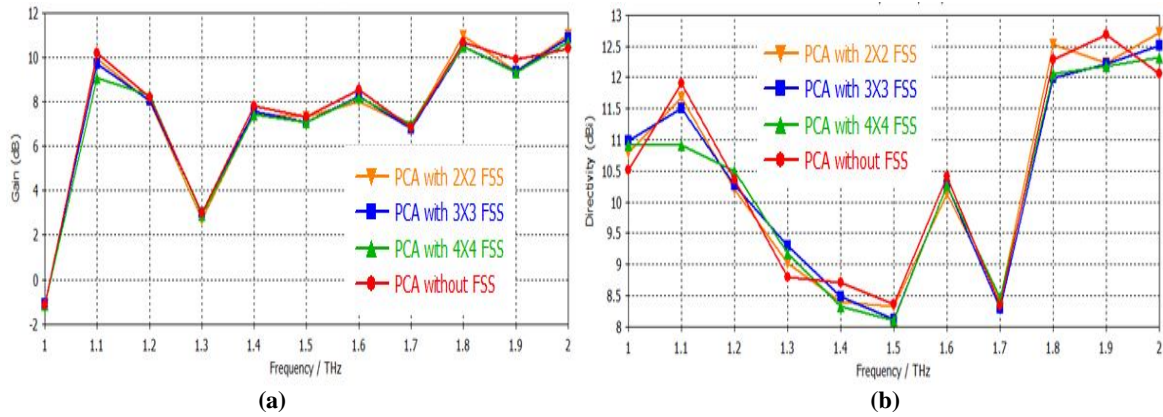 12
10
8
6
4
2
0
-2
Gain (dB)
PCA with 2X2 FSS
PCA with 3X3 FSS
PCA with 4X4 FSS
PCA without FSS
1 1.1 1.2 1.3 1.4 1.5 1.6 1.7 1.8 1.9 2
Frequency / THz
(a)
13
12.5
12
11.5
11
10.5
10
9.5
9
8.5
8
Directivity (dBi)
PCA with 2X2 FSS
PCA with 3X3 FSS
PCA with 4X4 FSS
PCA without FSS
1 1.1 1.2 1.3 1.4 1.5 1.6 1.7 1.8 1.9 2
Frequency / THz
(b)